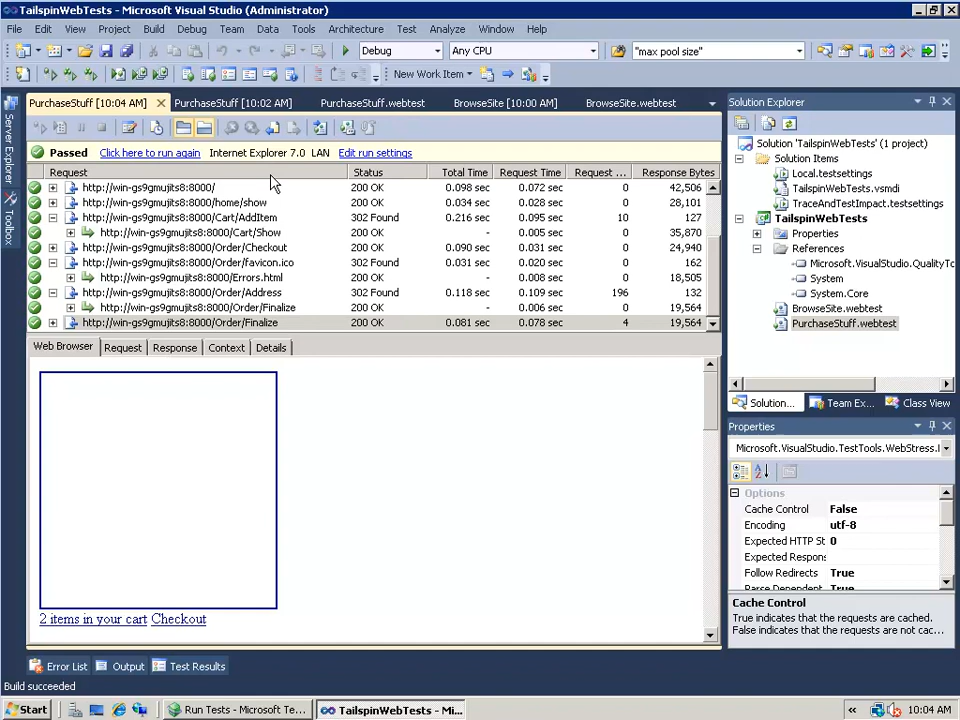 TailspinWebTests - Microsoft Visual Studio (Administrator)
File Edit View Project Build Debug Team Data Tools Architecture Test Analyze Window Help
Debug Any CPU "max pool size"
New Work Item
PurchaseStuff [10:04 AM] PurchaseStuff [10:02 AM] PurchaseStuff.webtest BrowseSite [10:00 AM] BrowseSite.webtest
Passed Click here to run again Internet Explorer 7.0 LAN Edit run settings
Request Status Total Time Request Time Request ... Response Bytes
http://win-gs9gmujits8:8000/ 200 OK 0.098 sec 0.072 sec 0 42,506
http://win-gs9gmujits8:8000/home/show 200 OK 0.034 sec 0.028 sec 0 28,101
http://win-gs9gmujits8:8000/Cart/AddItem 302 Found 0.216 sec 0.095 sec 10 127
http://win-gs9gmujits8:8000/Cart/Show 200 OK - 0.005 sec 0 35,870
http://win-gs9gmujits8:8000/Order/Checkout 200 OK 0.090 sec 0.031 sec 0 24,940
http://win-gs9gmujits8:8000/Order/favicon.ico 302 Found 0.031 sec 0.020 sec 0 162
http://win-gs9gmujits8:8000/Errors.html 200 OK - 0.008 sec 0 18,505
http://win-gs9gmujits8:8000/Order/Address 302 Found 0.118 sec 0.109 sec 196 132
http://win-gs9gmujits8:8000/Order/Finalize 200 OK - 0.006 sec 0 19,564
http://win-gs9gmujits8:8000/Order/Finalize 200 OK 0.081 sec 0.078 sec 4 19,564
Web Browser Request Response Context Details
2 items in your cart Checkout
Server Explorer
Toolbox
Solution Explorer
Solution 'TailspinWebTests' (1 project)
Solution Items
Local.testsettings
TailspinWebTests.vsmdi
TraceAndTestImpact.testsettings
TailspinWebTests
Properties
References
Microsoft.VisualStudio.QualityTo
System
System.Core
BrowseSite.webtest
PurchaseStuff.webtest
Solution... Team Ex... Class View
Properties
Microsoft.VisualStudio.TestTools.WebStress.
Options
Cache Control False
Encoding utf-8
Expected HTTP St 0
Expected Respons
Follow Redirects True
Parse Dependent True
Cache Control
True indicates that the requests are cached.
False indicates that the requests are not cac...
Error List Output Test Results
Build succeeded
Start Run Tests - Microsoft Te... TailspinWebTests - Mi... 10:04 AM